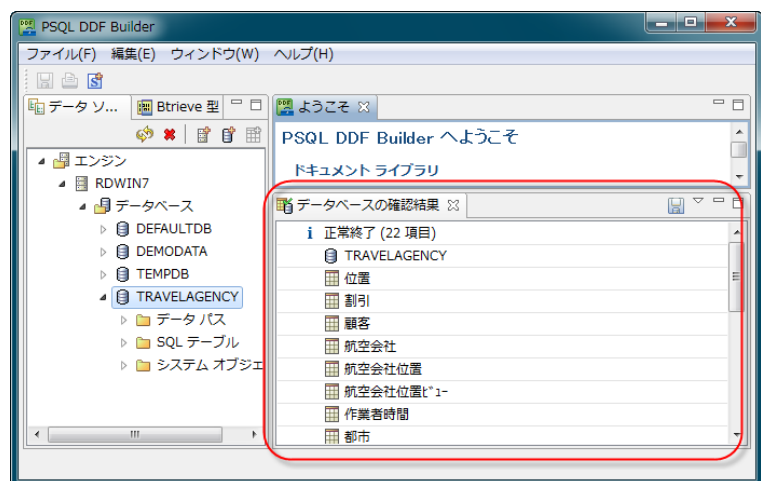 PSQL DDF Builder
ファイル(F) 編集(E) ウィンドウ(W) ヘルプ(H)
データ ソ... Btrieve 型
エンジン
RDWIN7
データベース
DEFAULTDB
DEMODATA
TEMPDB
TRAVELAGENCY
データ パス
SQL テーブル
システム オブジェ
ようこそ
PSQL DDF Builder へようこそ
ドキュメント ライブラリ
データベースの確認結果
正常終了 (22 項目)
TRAVELAGENCY
位置
割引
顧客
航空会社
航空会社位置
航空会社位置ﾋﾞｭｰ
作業者時間
都市